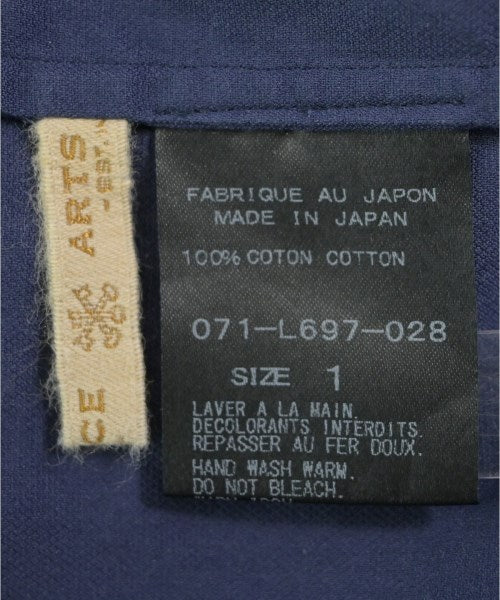 ARTS
EST. 
CE
FABRIQUE AU JAPON
MADE IN JAPAN
100% COTON COTTON
071-L697-028
SIZE 1
LAVER A LA MAIN.
DECOLORANTS INTERDITS.
REPASSER AU FER DOUX.
HAND WASH WARM.
DO NOT BLEACH.